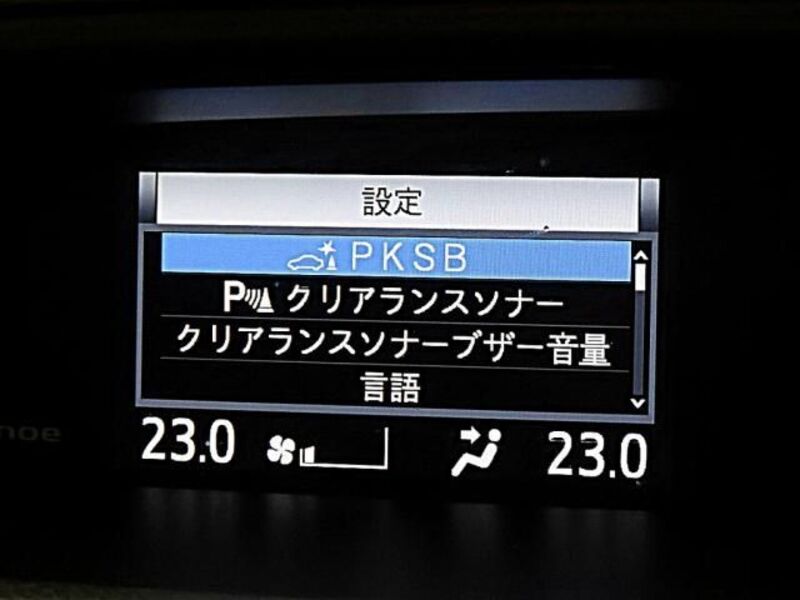 設定
PKSB
P クリアランスソナー
クリアランスソナーブザー音量
言語
23.0 23.0
noe